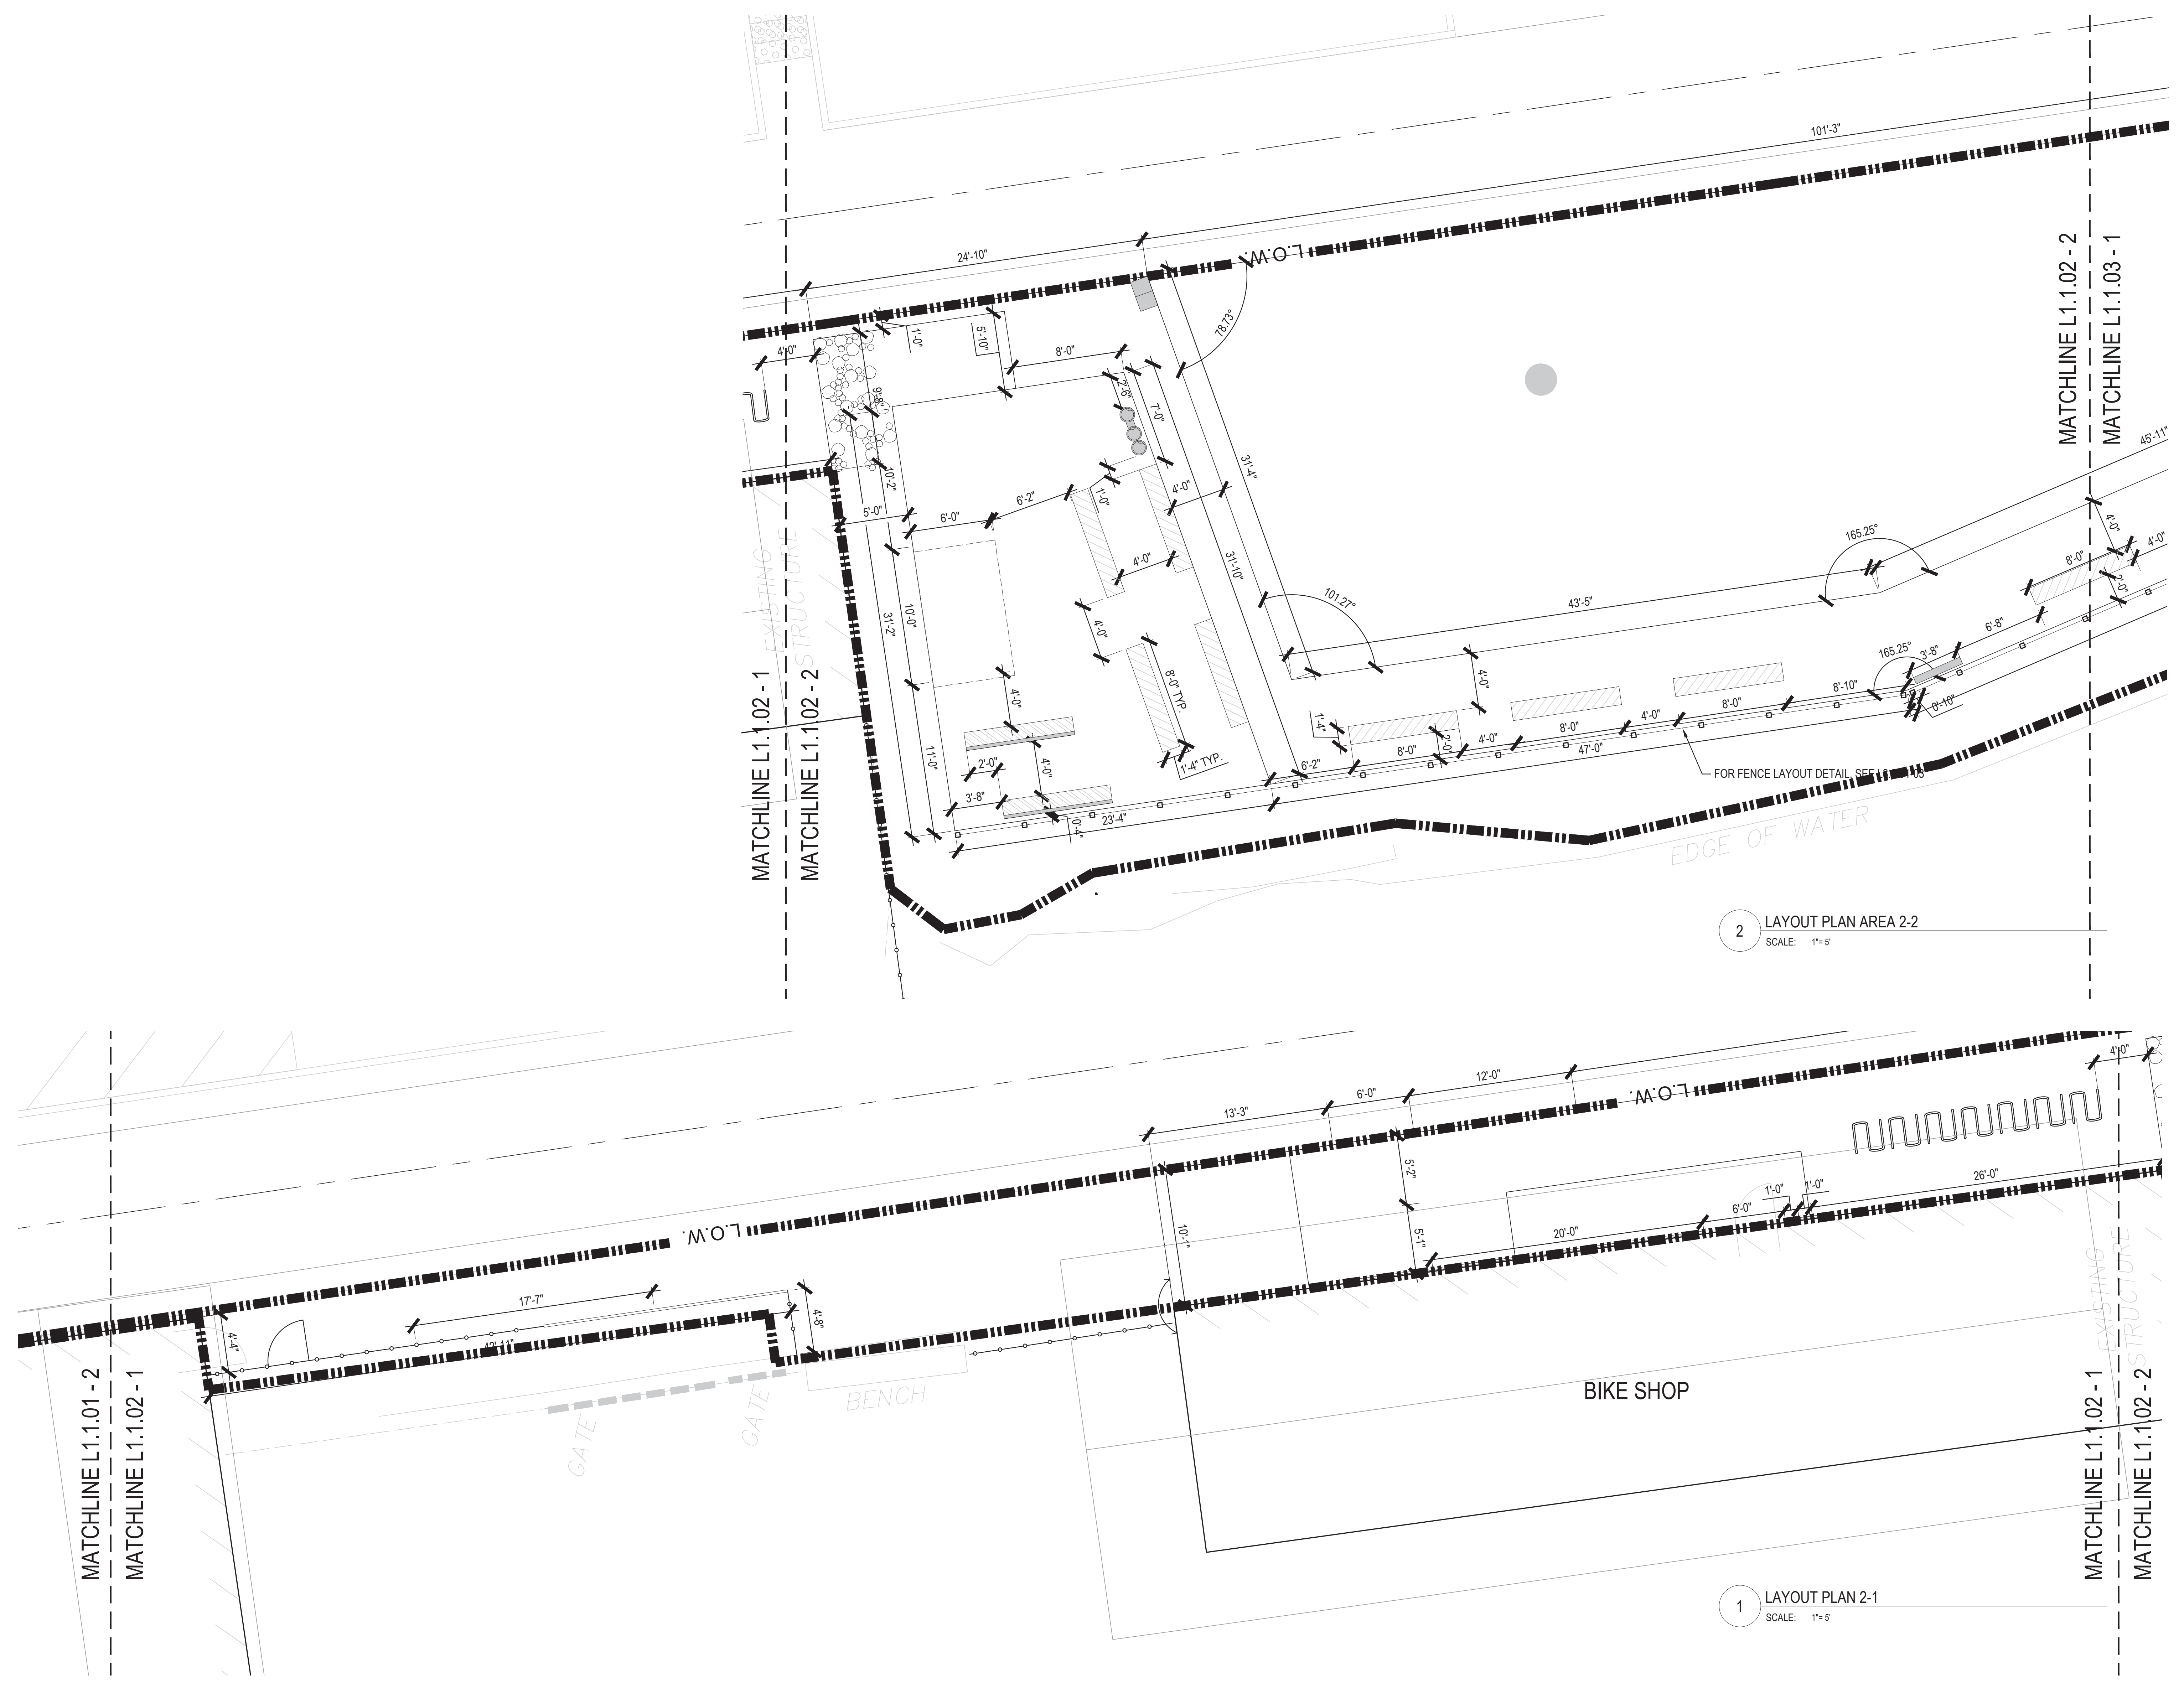 101'-3"
24'-10"
L.O.W.
78.73°
MATCHLINE L1.1.02 - 2
MATCHLINE L1.1.03 - 1
4'-0"
1'-0"
5'-10"
8'-0"
2'-6"
9'-8"
7'-0"
45'-11"
31'-4"
10'-2"
6'-2"
1'-0"
4'-0"
5'-0"
6'-0"
165.25°
4'-0"
4'-0"
8'-0"
2'-0"
EXISTING
STRUCTURE
4'-0"
31'-10"
101.27°
43'-5"
31'-2"
10'-0"
4'-0"
6'-8"
165.25°
3'-8"
MATCHLINE L1.1.02 - 1
MATCHLINE L1.1.02 - 2
8'-0" TYP.
4'-0"
4'-0"
8'-10"
0'-10"
8'-0"
4'-0"
8'-0"
1'-4"
2'-0"
4'-0"
8'-0"
47'-0"
11'-0"
4'-0"
2'-0"
1'-4" TYP.
6'-2"
3'-8"
0'-4"
23'-4"
FOR FENCE LAYOUT DETAIL, SEE
EDGE OF WATER
2
LAYOUT PLAN AREA 2-2
SCALE: 1"= 5'
4'-0"
12'-0"
6'-0"
13'-3"
L.O.W.
5'-2"
10'-1"
5'-1"
20'-0"
6'-0"
1'-0"
1'-0"
26'-0"
L.O.W.
17'-7"
4'-4"
42'-11"
4'-8"
EXISTING
STRUCTURE
GATE
GATE
BENCH
BIKE SHOP
MATCHLINE L1.1.01 - 2
MATCHLINE L1.1.02 - 1
MATCHLINE L1.1.02 - 1
MATCHLINE L1.1.02 - 2
1
LAYOUT PLAN 2-1
SCALE: 1"= 5'